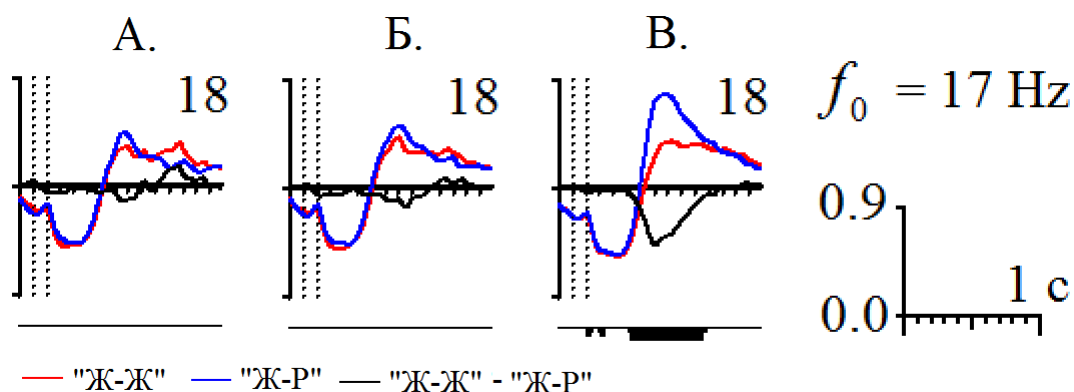 А. Б. В.
18 18 18
f₀ = 17 Hz
0.9
0.0
1 с
"Ж-Ж" "Ж-Р" "Ж-Ж" - "Ж-Р"